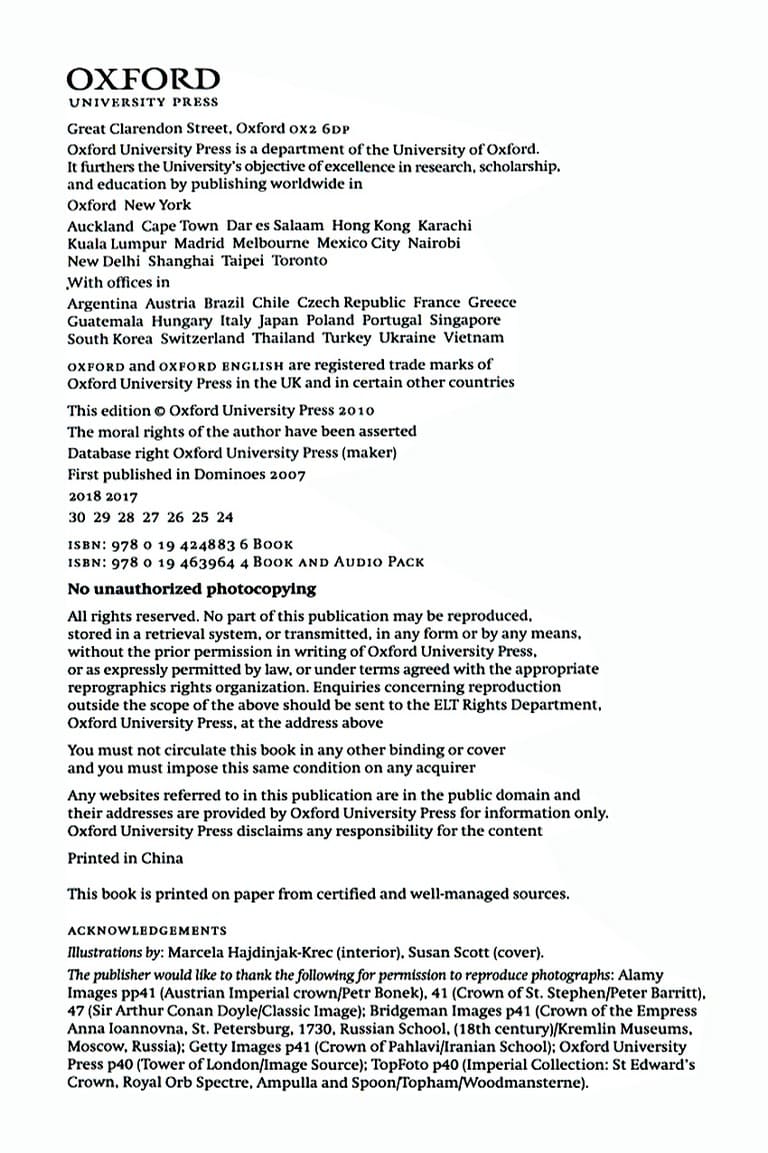 OXFORD
UNIVERSITY PRESS
Great Clarendon Street, Oxford OX2 6DP
Oxford University Press is a department of the University of Oxford.
It furthers the University's objective of excellence in research, scholarship,
and education by publishing worldwide in
Oxford New York
Auckland Cape Town Dar es Salaam Hong Kong Karachi
Kuala Lumpur Madrid Melbourne Mexico City Nairobi
New Delhi Shanghai Taipei Toronto
With offices in
Argentina Austria Brazil Chile Czech Republic France Greece
Guatemala Hungary Italy Japan Poland Portugal Singapore
South Korea Switzerland Thailand Turkey Ukraine Vietnam
OXFORD and OXFORD ENGLISH are registered trade marks of
Oxford University Press in the UK and in certain other countries
This edition © Oxford University Press 2010
The moral rights of the author have been asserted
Database right Oxford University Press (maker)
First published in Dominoes 2007
2018 2017
30 29 28 27 26 25 24
ISBN: 978 0 19 424883 6 BOOK
ISBN: 978 0 19 463964 4 BOOK AND AUDIO PACK
No unauthorized photocopying
All rights reserved. No part of this publication may be reproduced,
stored in a retrieval system, or transmitted, in any form or by any means,
without the prior permission in writing of Oxford University Press,
or as expressly permitted by law, or under terms agreed with the appropriate
reprographics rights organization. Enquiries concerning reproduction
outside the scope of the above should be sent to the ELT Rights Department,
Oxford University Press, at the address above
You must not circulate this book in any other binding or cover
and you must impose this same condition on any acquirer
Any websites referred to in this publication are in the public domain and
their addresses are provided by Oxford University Press for information only.
Oxford University Press disclaims any responsibility for the content
Printed in China
This book is printed on paper from certified and well-managed sources.
ACKNOWLEDGEMENTS
Illustrations by: Marcela Hajdinjak-Krec (interior), Susan Scott (cover).
The publisher would like to thank the following for permission to reproduce photographs: Alamy
Images pp41 (Austrian Imperial crown/Petr Bonek), 41 (Crown of St. Stephen/Peter Barritt),
47 (Sir Arthur Conan Doyle/Classic Image); Bridgeman Images p41 (Crown of the Empress
Anna Ioannovna, St. Petersburg, 1730, Russian School, (18th century)/Kremlin Museums,
Moscow, Russia); Getty Images p41 (Crown of Pahlavi/Iranian School); Oxford University
Press p40 (Tower of London/Image Source); TopFoto p40 (Imperial Collection: St Edward's
Crown, Royal Orb Spectre, Ampulla and Spoon/Topham/Woodmansterne).